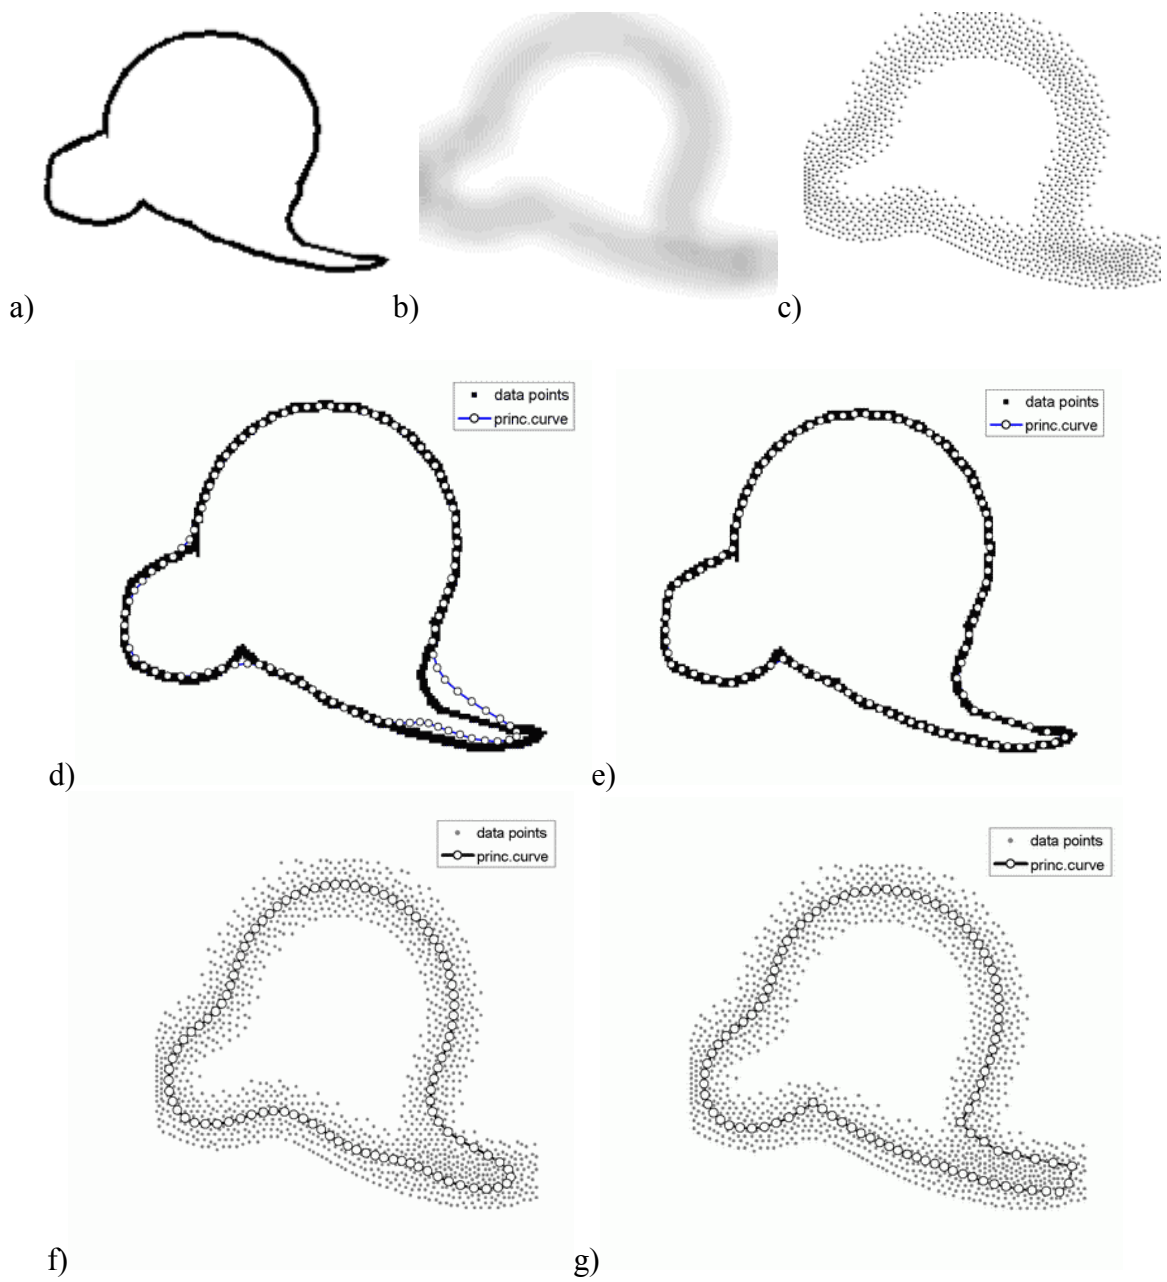 a)
b)
c)
data points
princ.curve
data points
princ.curve
d)
e)
data points
princ.curve
data points
princ.curve
f)
g)